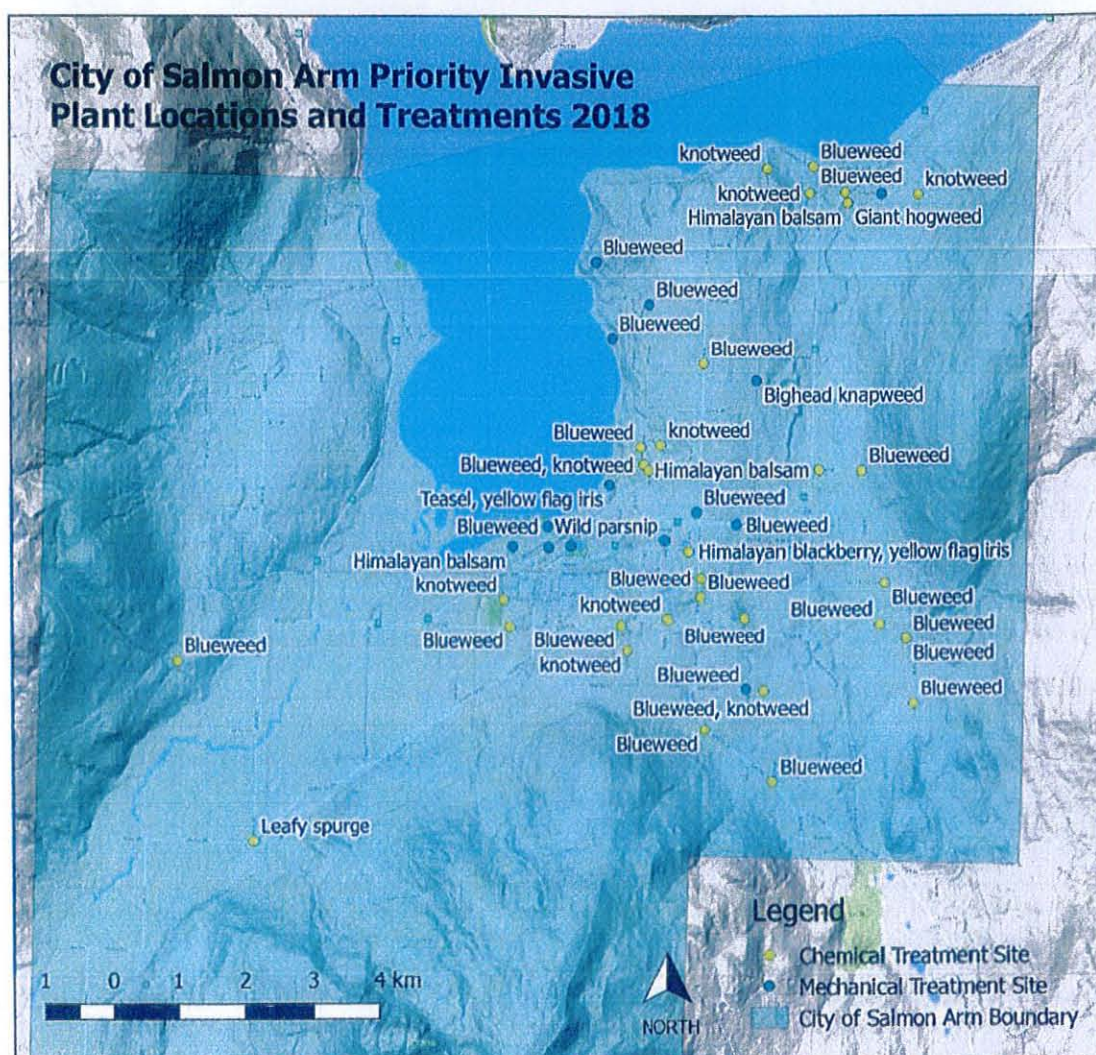 City of Salmon Arm Priority Invasive
Plant Locations and Treatments 2018
knotweed
Blueweed
Blueweed
knotweed
knotweed
Himalayan balsam
Giant hogweed
Blueweed
Blueweed
Blueweed
Blueweed
Bighead knapweed
Blueweed
knotweed
Blueweed, knotweed
Himalayan balsam
Blueweed
Teasel, yellow flag iris
Blueweed
Blueweed
Wild parsnip
Blueweed
Himalayan balsam
Himalayan blackberry, yellow flag iris
knotweed
Blueweed
Blueweed
Blueweed
knotweed
Blueweed
Blueweed
Blueweed
Blueweed
Blueweed
Blueweed
Blueweed
knotweed
Blueweed
Blueweed
Blueweed, knotweed
Blueweed
Blueweed
Leafy spurge
Legend
Chemical Treatment Site
Mechanical Treatment Site
City of Salmon Arm Boundary
1 0 1 2 3 4 km
NORTH